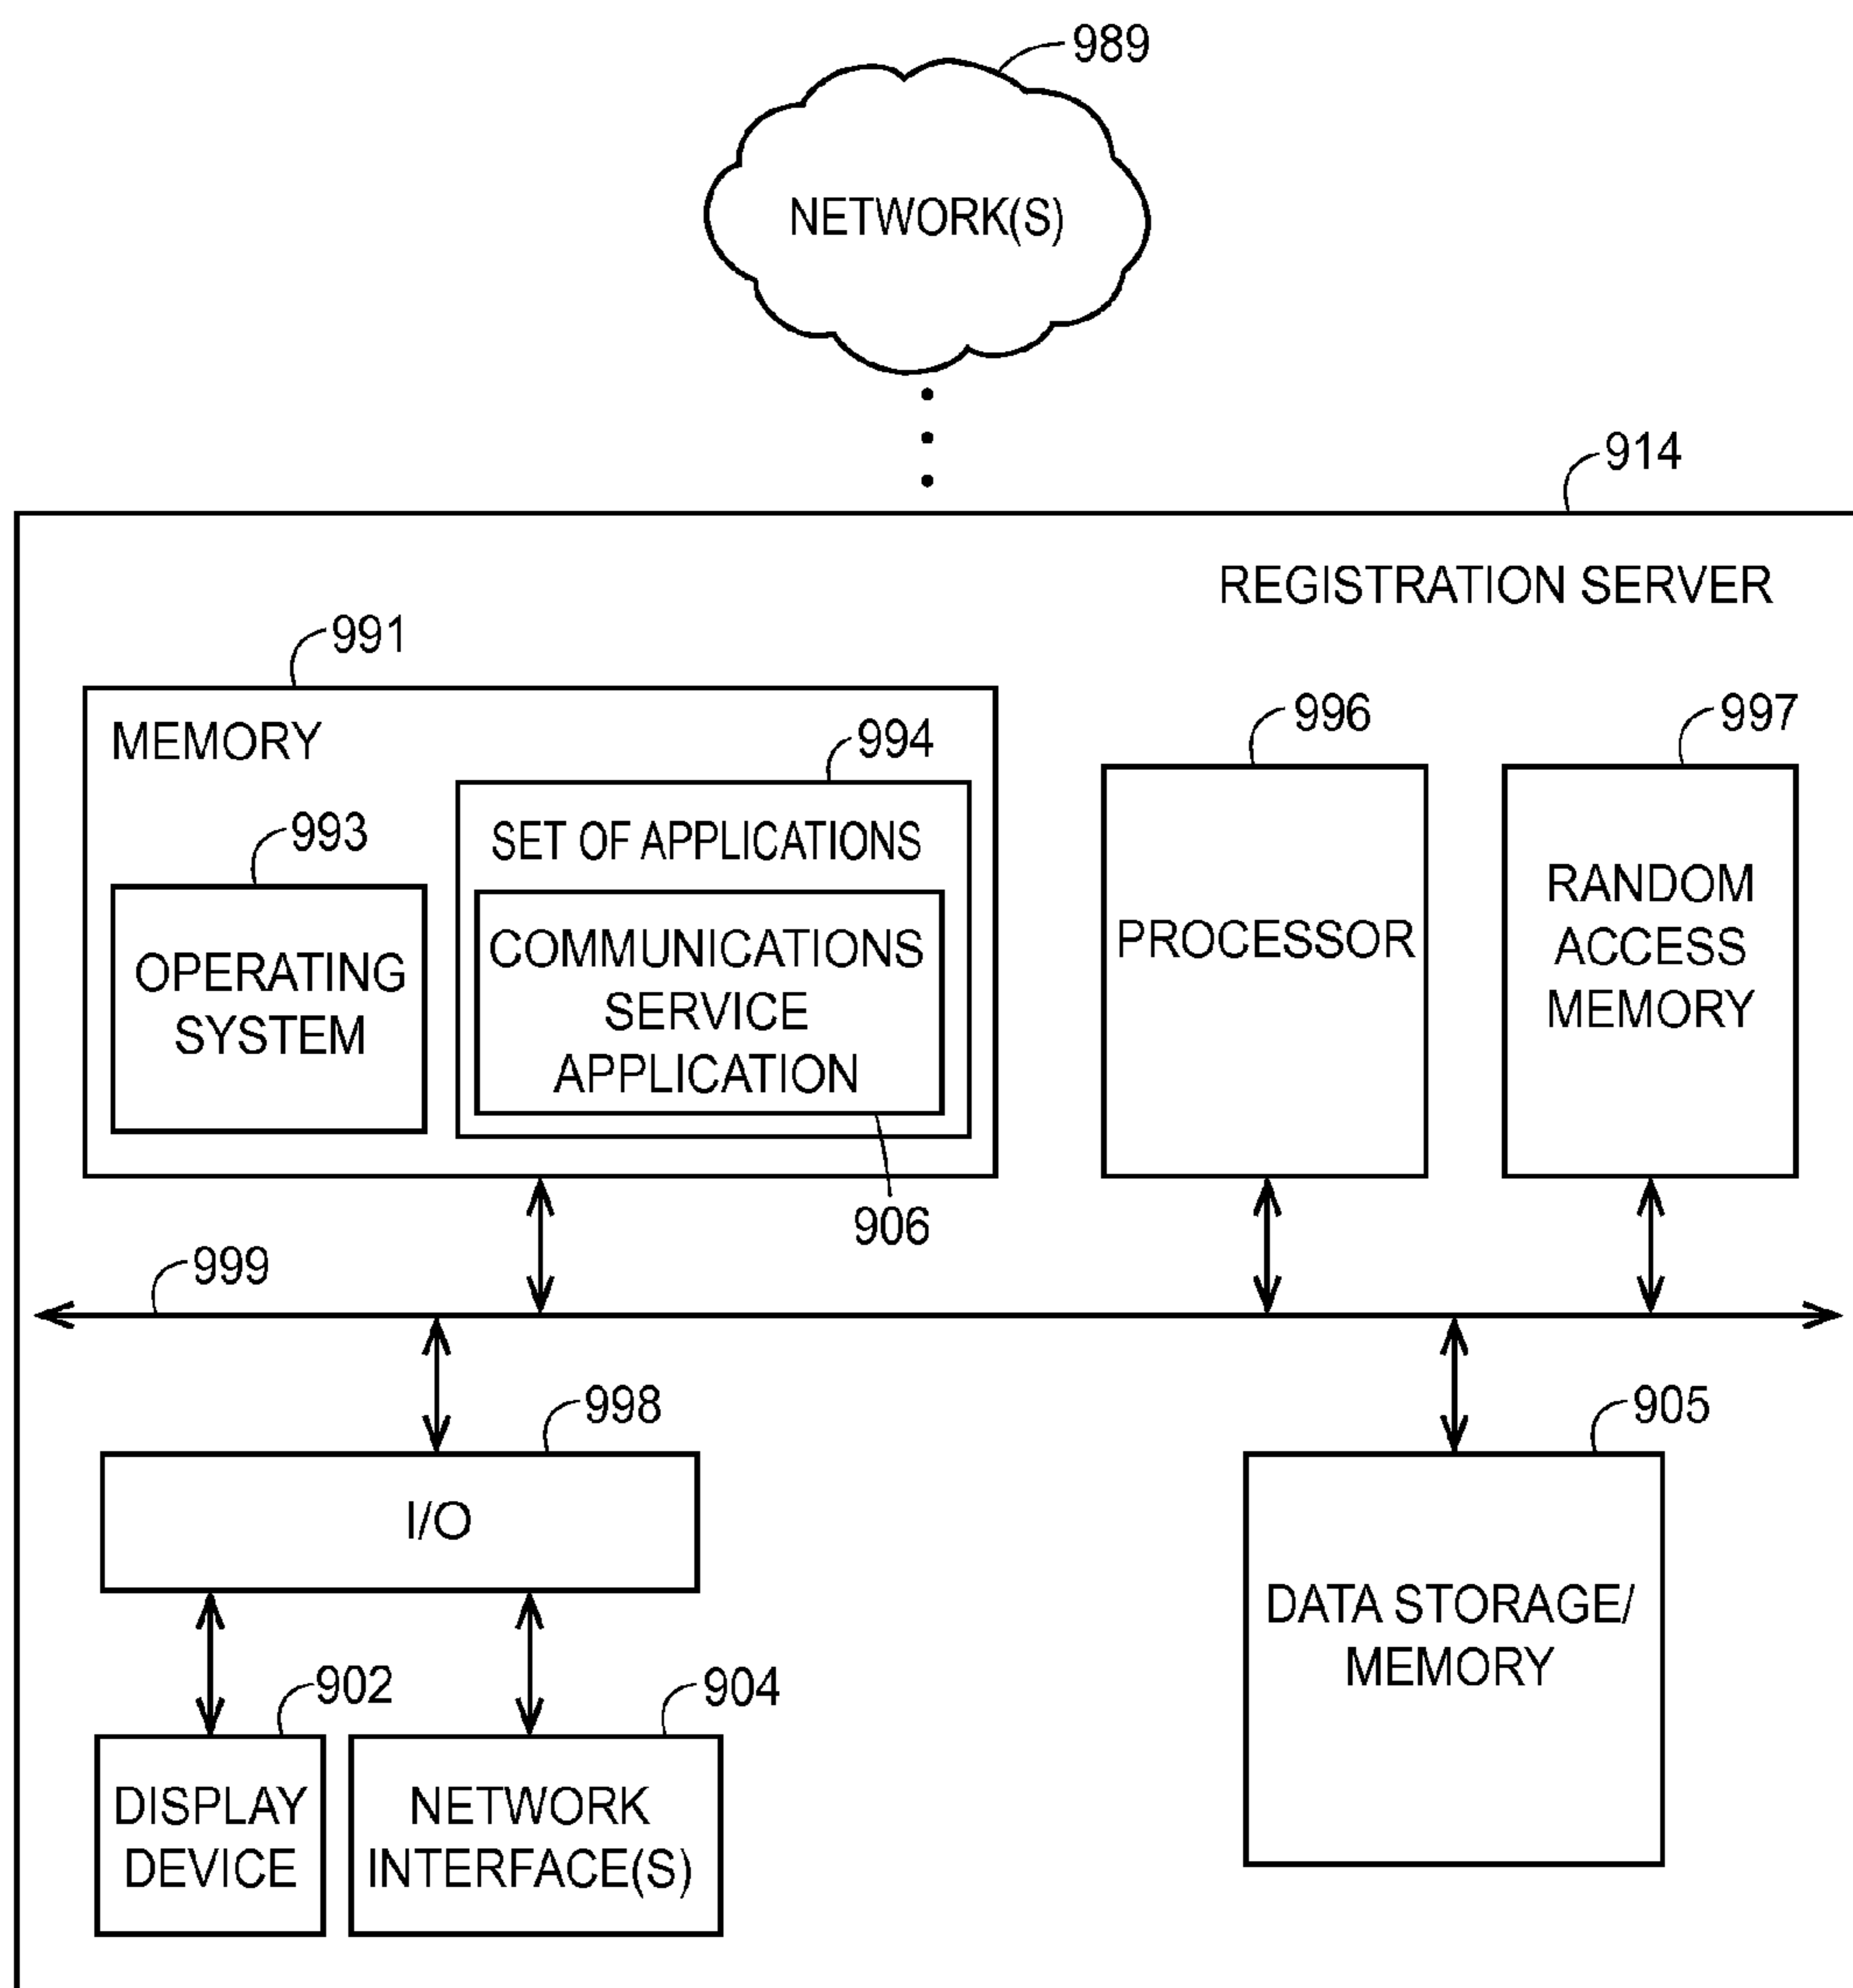 989
NETWORK(S)
914
REGISTRATION SERVER
991
MEMORY
994
SET OF APPLICATIONS
993
OPERATING
SYSTEM
COMMUNICATIONS
SERVICE
APPLICATION
906
996
PROCESSOR
997
RANDOM
ACCESS
MEMORY
999
998
I/O
905
DATA STORAGE/
MEMORY
902
DISPLAY
DEVICE
904
NETWORK
INTERFACE(S)